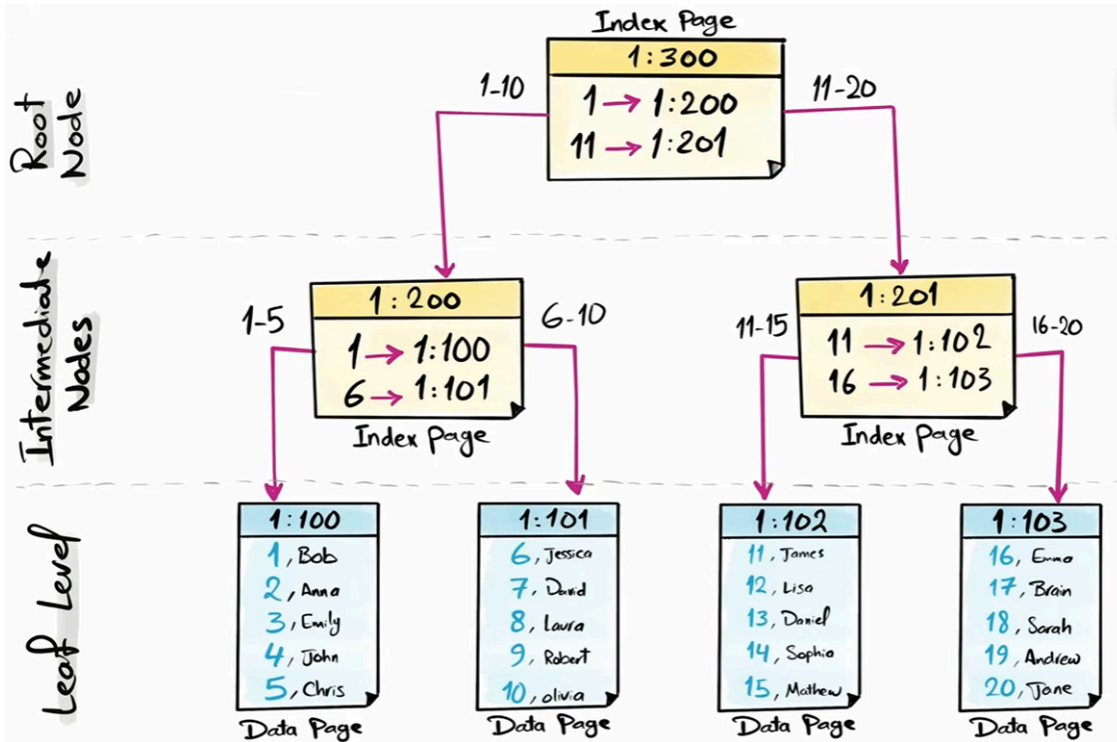 Index Page
1:300
1 → 1:200
11 → 1:201
1-10
11-20
Root
Node
1:200
1 → 1:100
6 → 1:101
Index Page
1-5
6-10
1:201
11 → 1:102
16 → 1:103
Index Page
11-15
16-20
Intermediate
Nodes
1:100
1, Bob
2, Anna
3, Emily
4, John
5, Chris
Data Page
1:101
6, Jessica
7, David
8, Laura
9, Robert
10, olivia
Data Page
1:102
11, James
12, Lisa
13, Daniel
14, Sophia
15, Mathew
Data Page
1:103
16, Emma
17, Brain
18, Sarah
19, Andrew
20, Jane
Data Page
Leaf Level